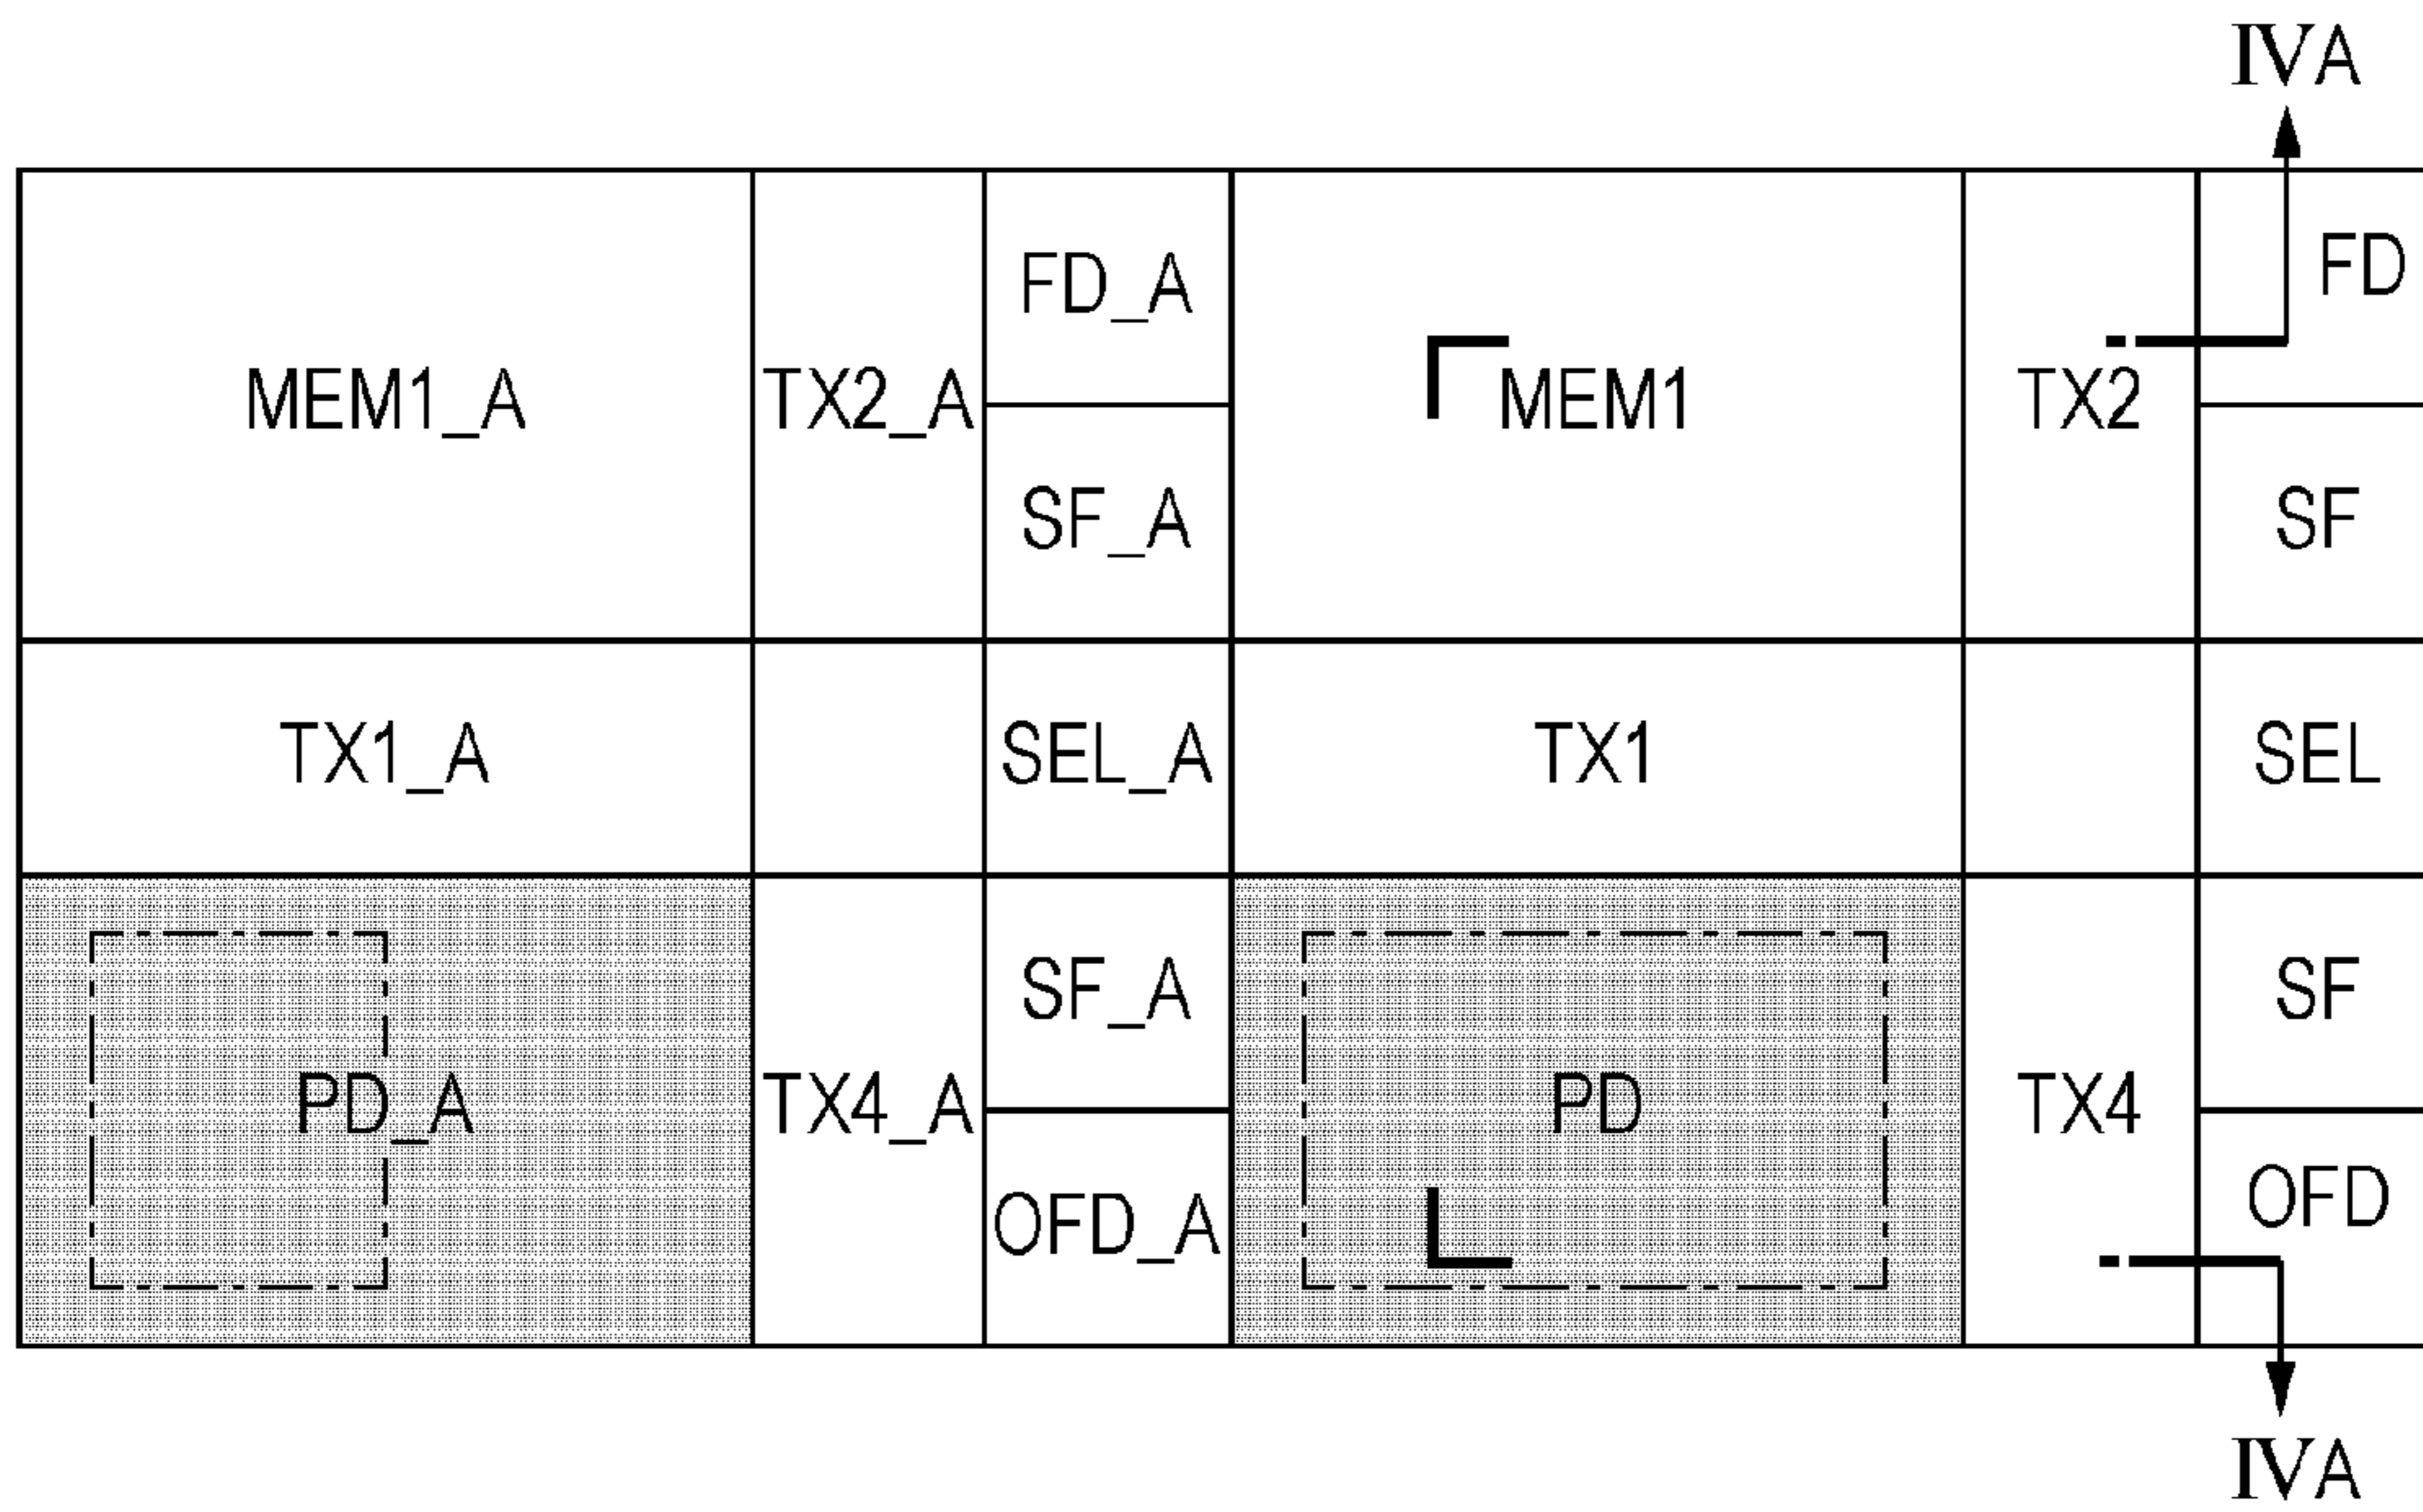 IVA
FD_A
FD
MEM1_A
TX2_A
MEM1
TX2
SF_A
SF
TX1_A
SEL_A
TX1
SEL
SF_A
SF
PD_A
TX4_A
PD
TX4
OFD_A
OFD
IVA